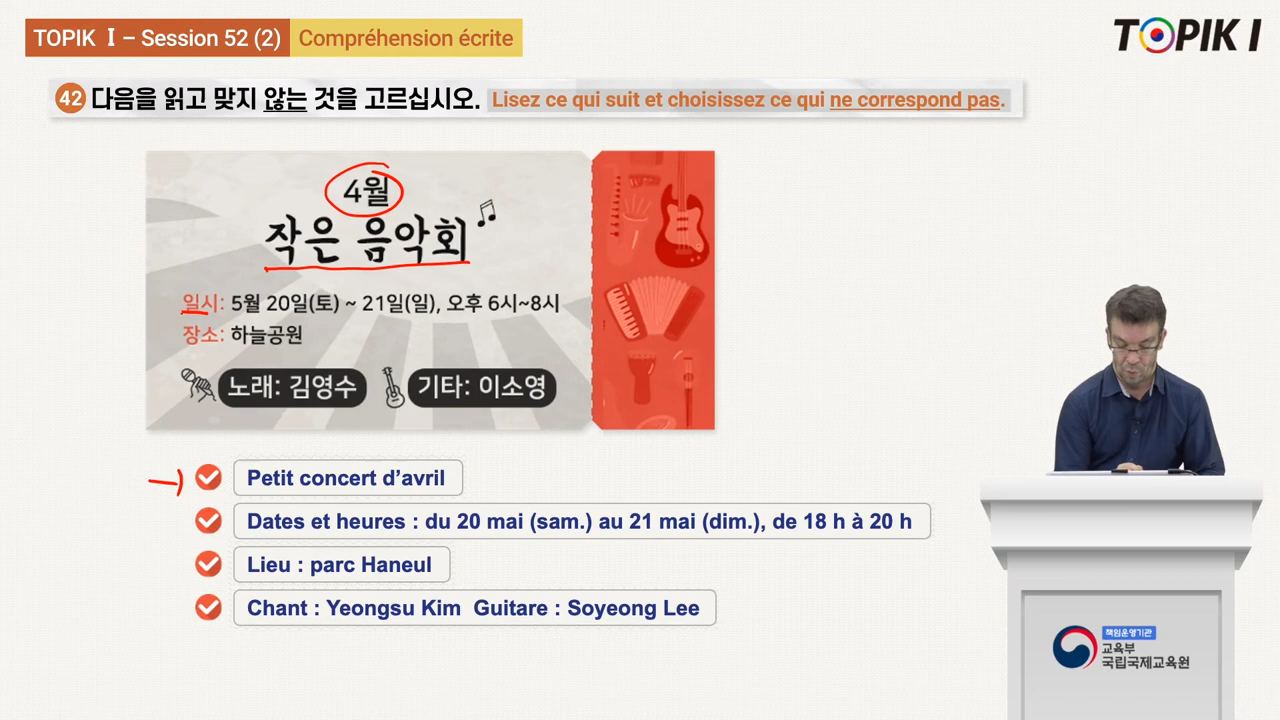 TOPIK I – Session 52 (2) Compréhension écrite
TOPIK I
42 다음을 읽고 맞지 않는 것을 고르십시오. Lisez ce qui suit et choisissez ce qui ne correspond pas.
4월
작은 음악회
일시: 5월 20일(토) ~ 21일(일), 오후 6시~8시
장소: 하늘공원
노래: 김영수 기타: 이소영
Petit concert d’avril
Dates et heures : du 20 mai (sam.) au 21 mai (dim.), de 18 h à 20 h
Lieu : parc Haneul
Chant : Yeongsu Kim Guitare : Soyeong Lee
책임운영기관
교육부
국립국제교육원